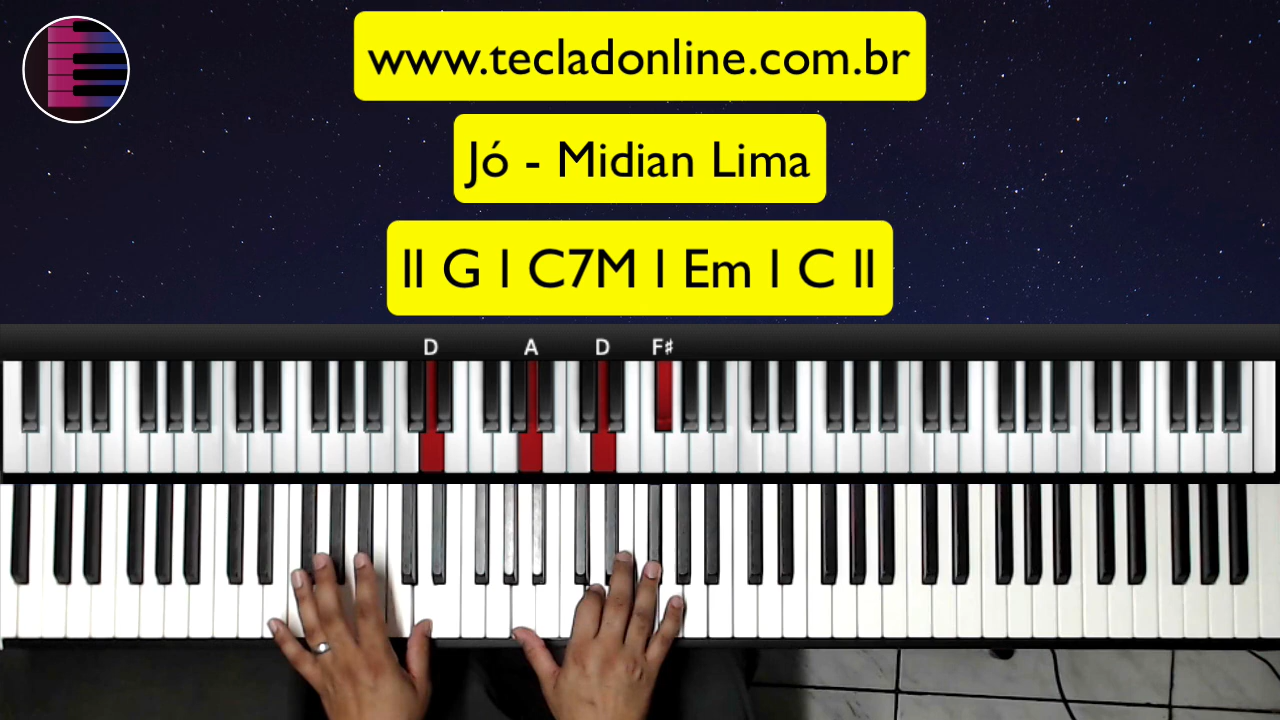 www.tecladonline.com.br
Jó - Midian Lima
II G I C7M I Em I C II
D A D F♯